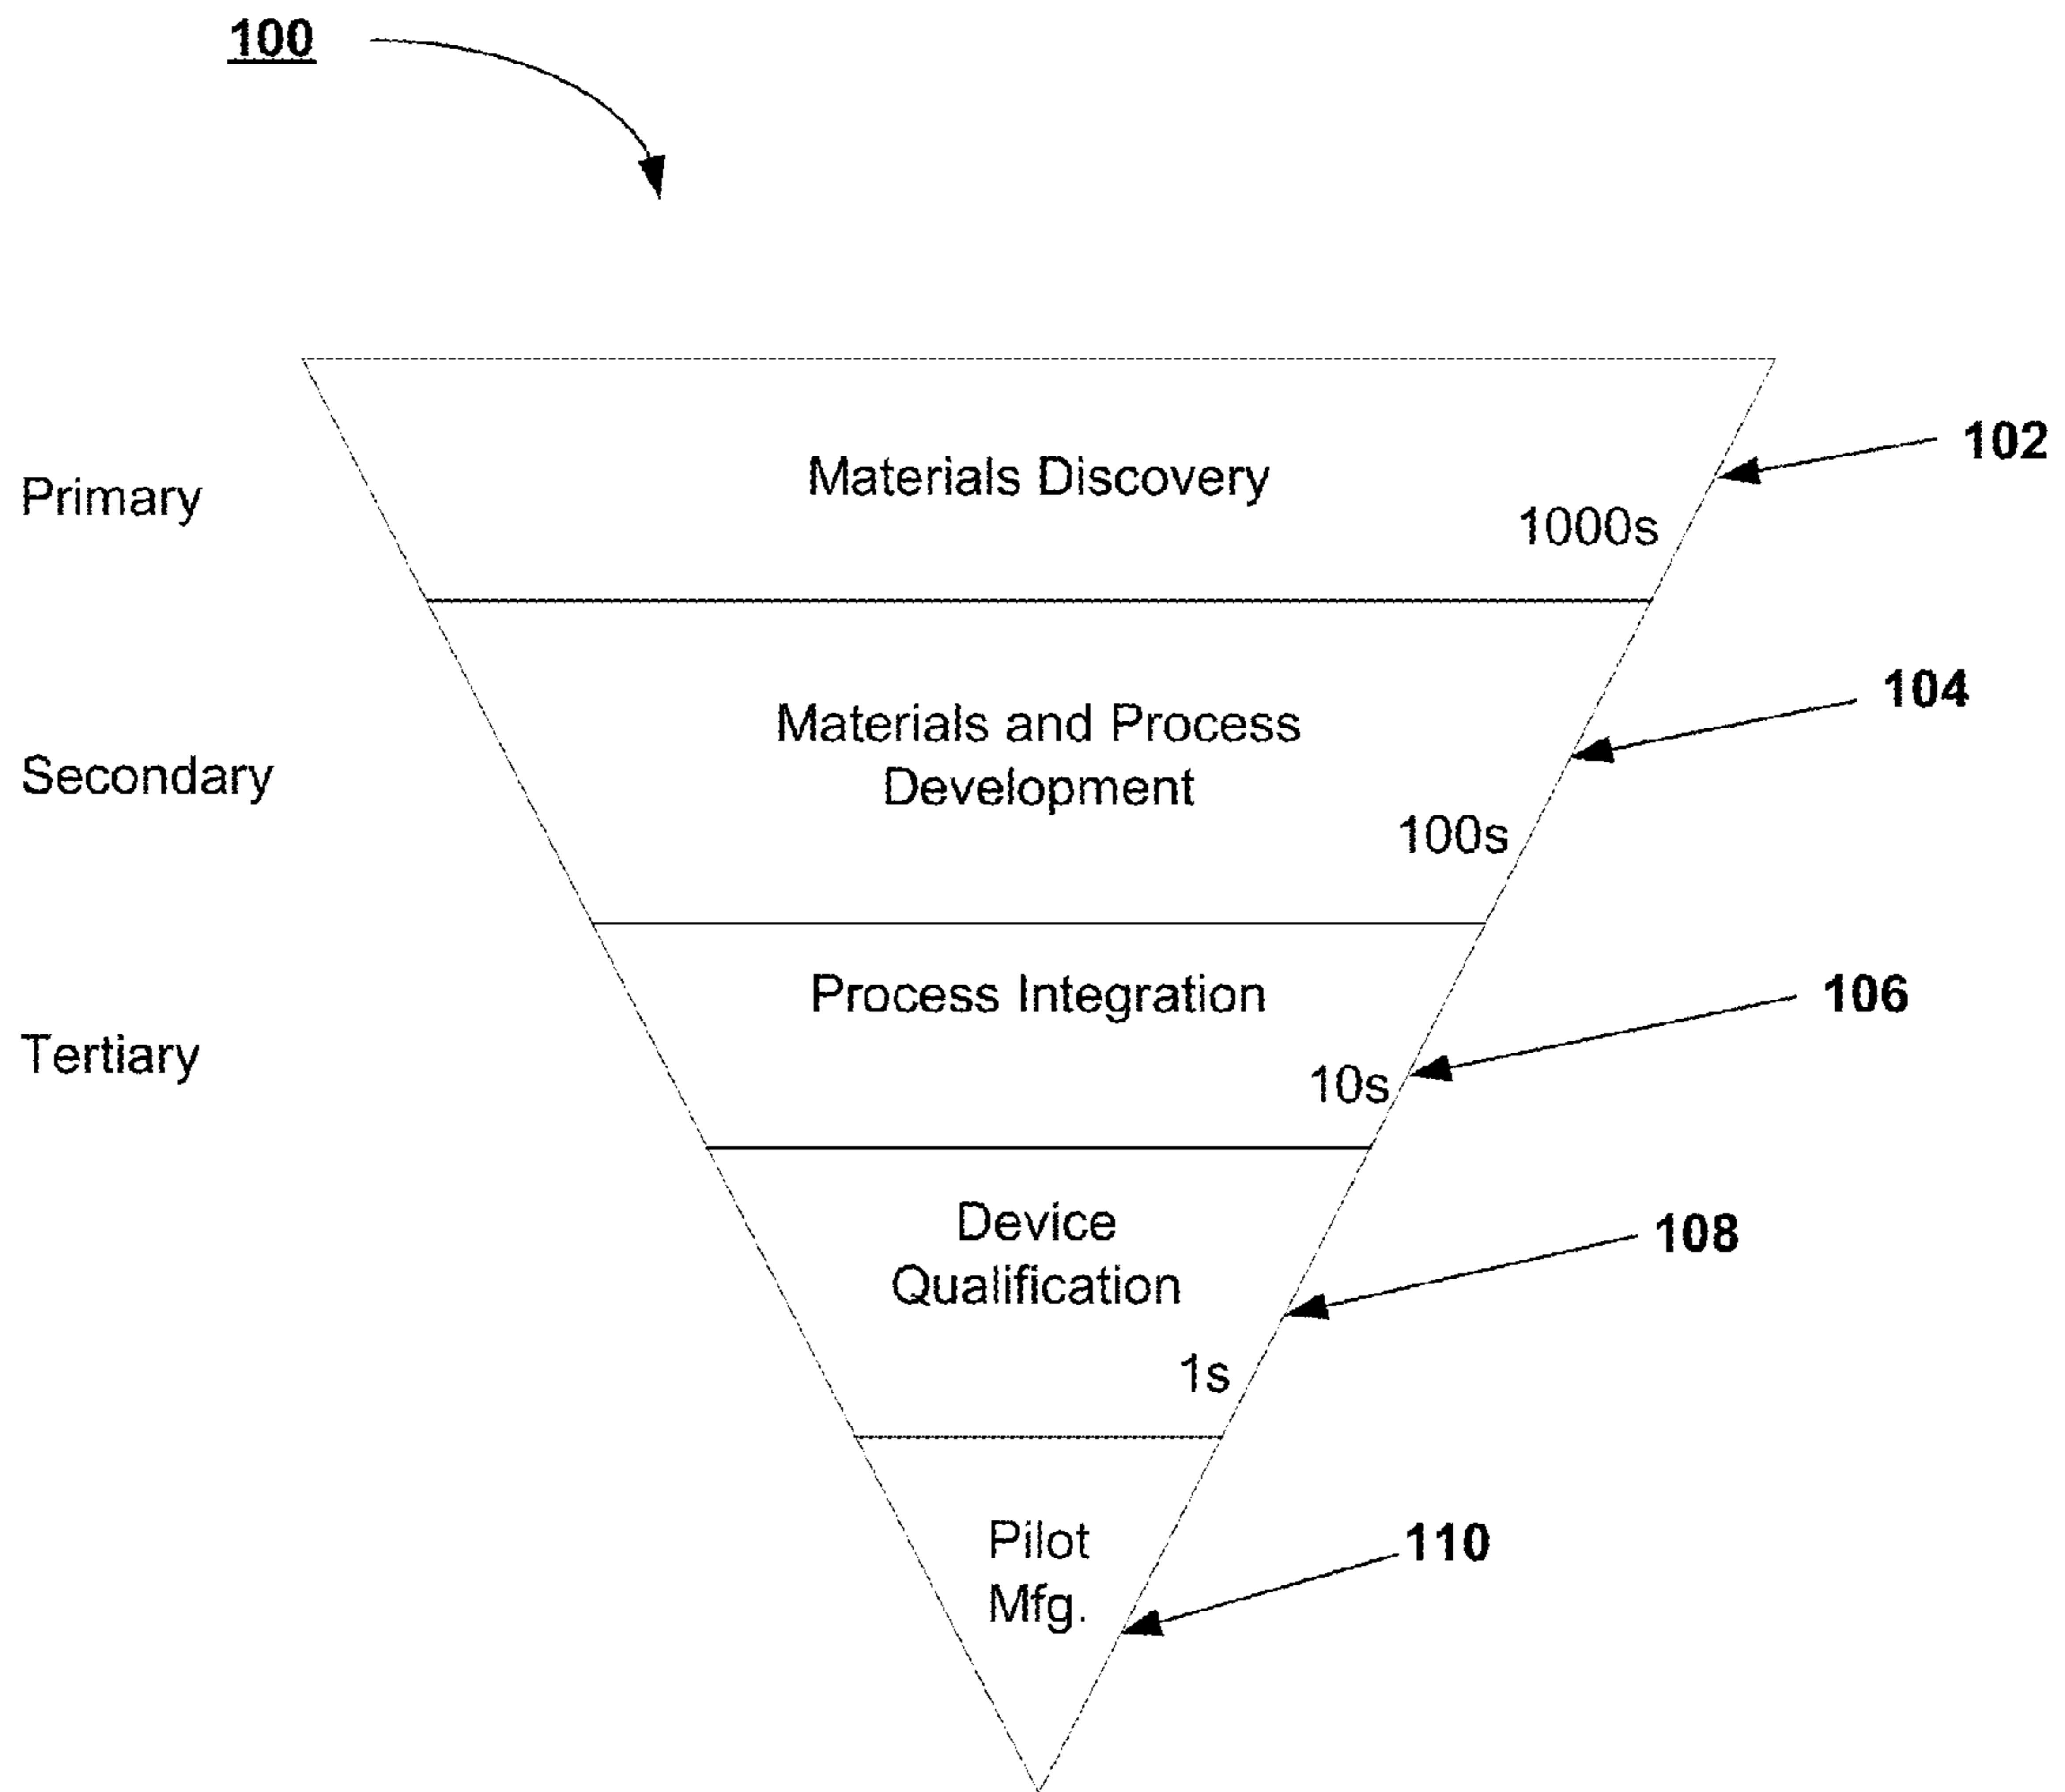 100
Primary
Materials Discovery
1000s
102
Secondary
Materials and Process
Development
100s
104
Tertiary
Process Integration
10s
106
Device
Qualification
1s
108
Pilot
Mfg.
110